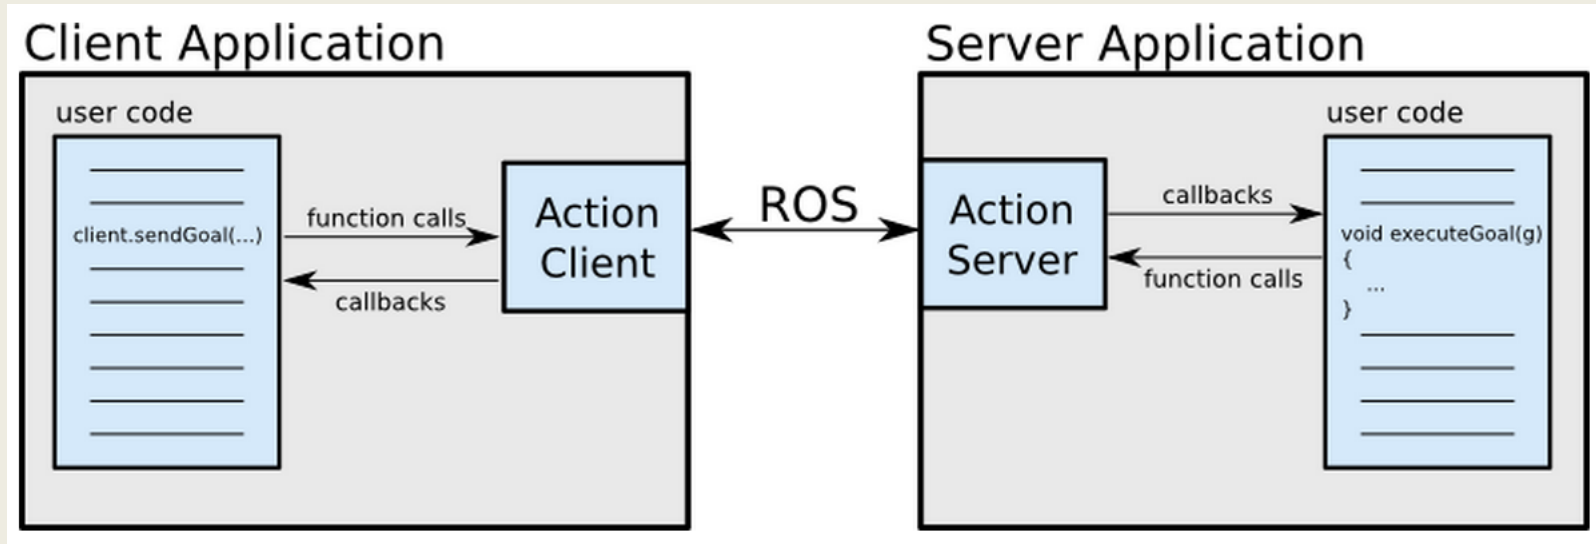 Client Application
user code
client.sendGoal(...)
function calls
callbacks
Action
Client
ROS
Server Application
Action
Server
callbacks
function calls
user code
void executeGoal(g)
{
...
}